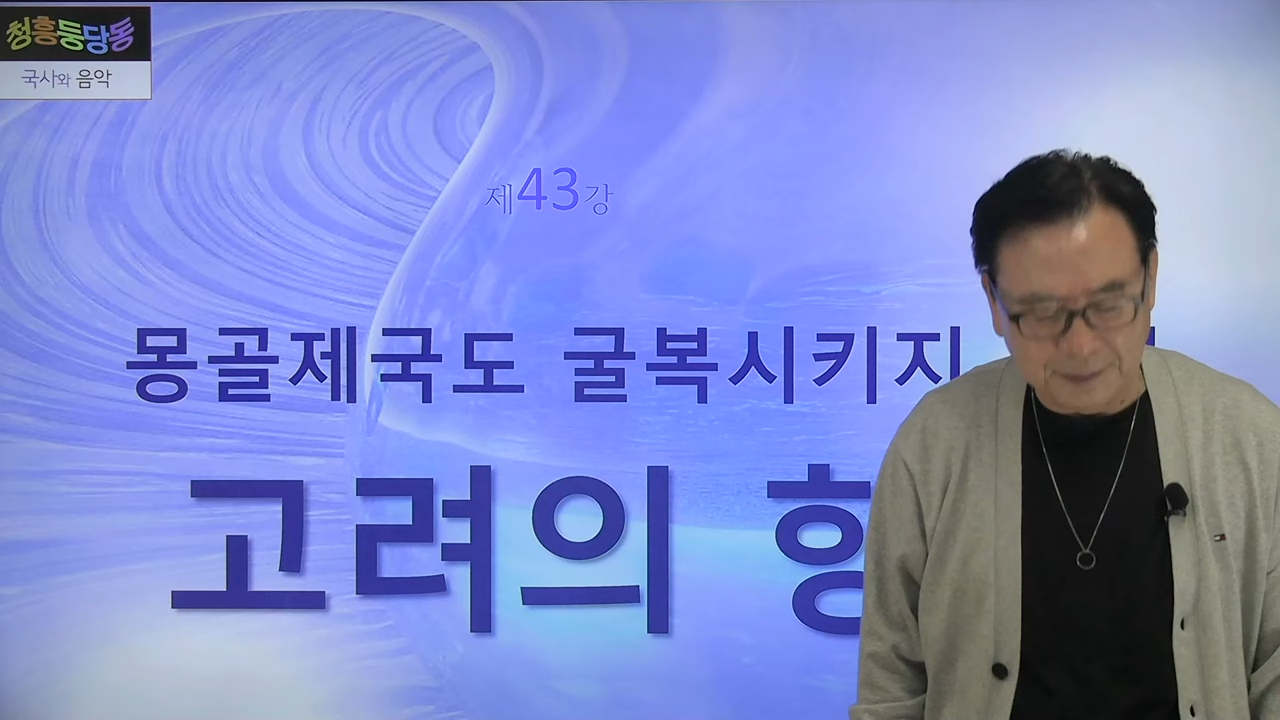 청흥둥당동
국사와 음악
제43강
몽골제국도 굴복시키지
고려의